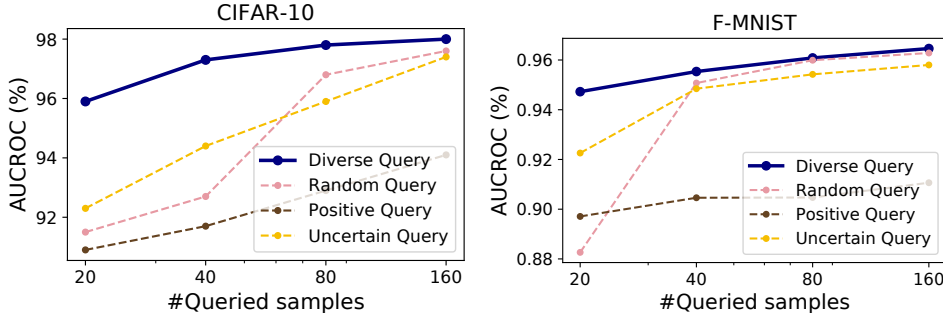 CIFAR-10
AUCROC (%)
98
96
94
92
Diverse Query
Random Query
Positive Query
Uncertain Query
20
40
80
160
#Queried samples
F-MNIST
AUCROC (%)
0.96
0.94
0.92
0.90
0.88
Diverse Query
Random Query
Positive Query
Uncertain Query
20
40
80
160
#Queried samples